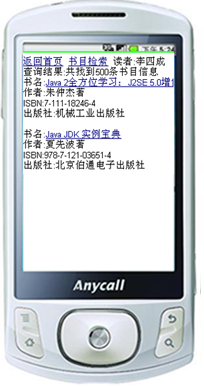 返回首页 书目检索 读者:李四成
查询结果:共找到500条书目信息
书名:Java 2全方位学习：J2SE 5.0增
作者:朱仲杰著
ISBN:7-111-18246-4
出版社:机械工业出版社
书名:Java JDK 实例宝典
作者:夏先波著
ISBN:978-7-121-03651-4
出版社:北京伯通电子出版社
Anycall